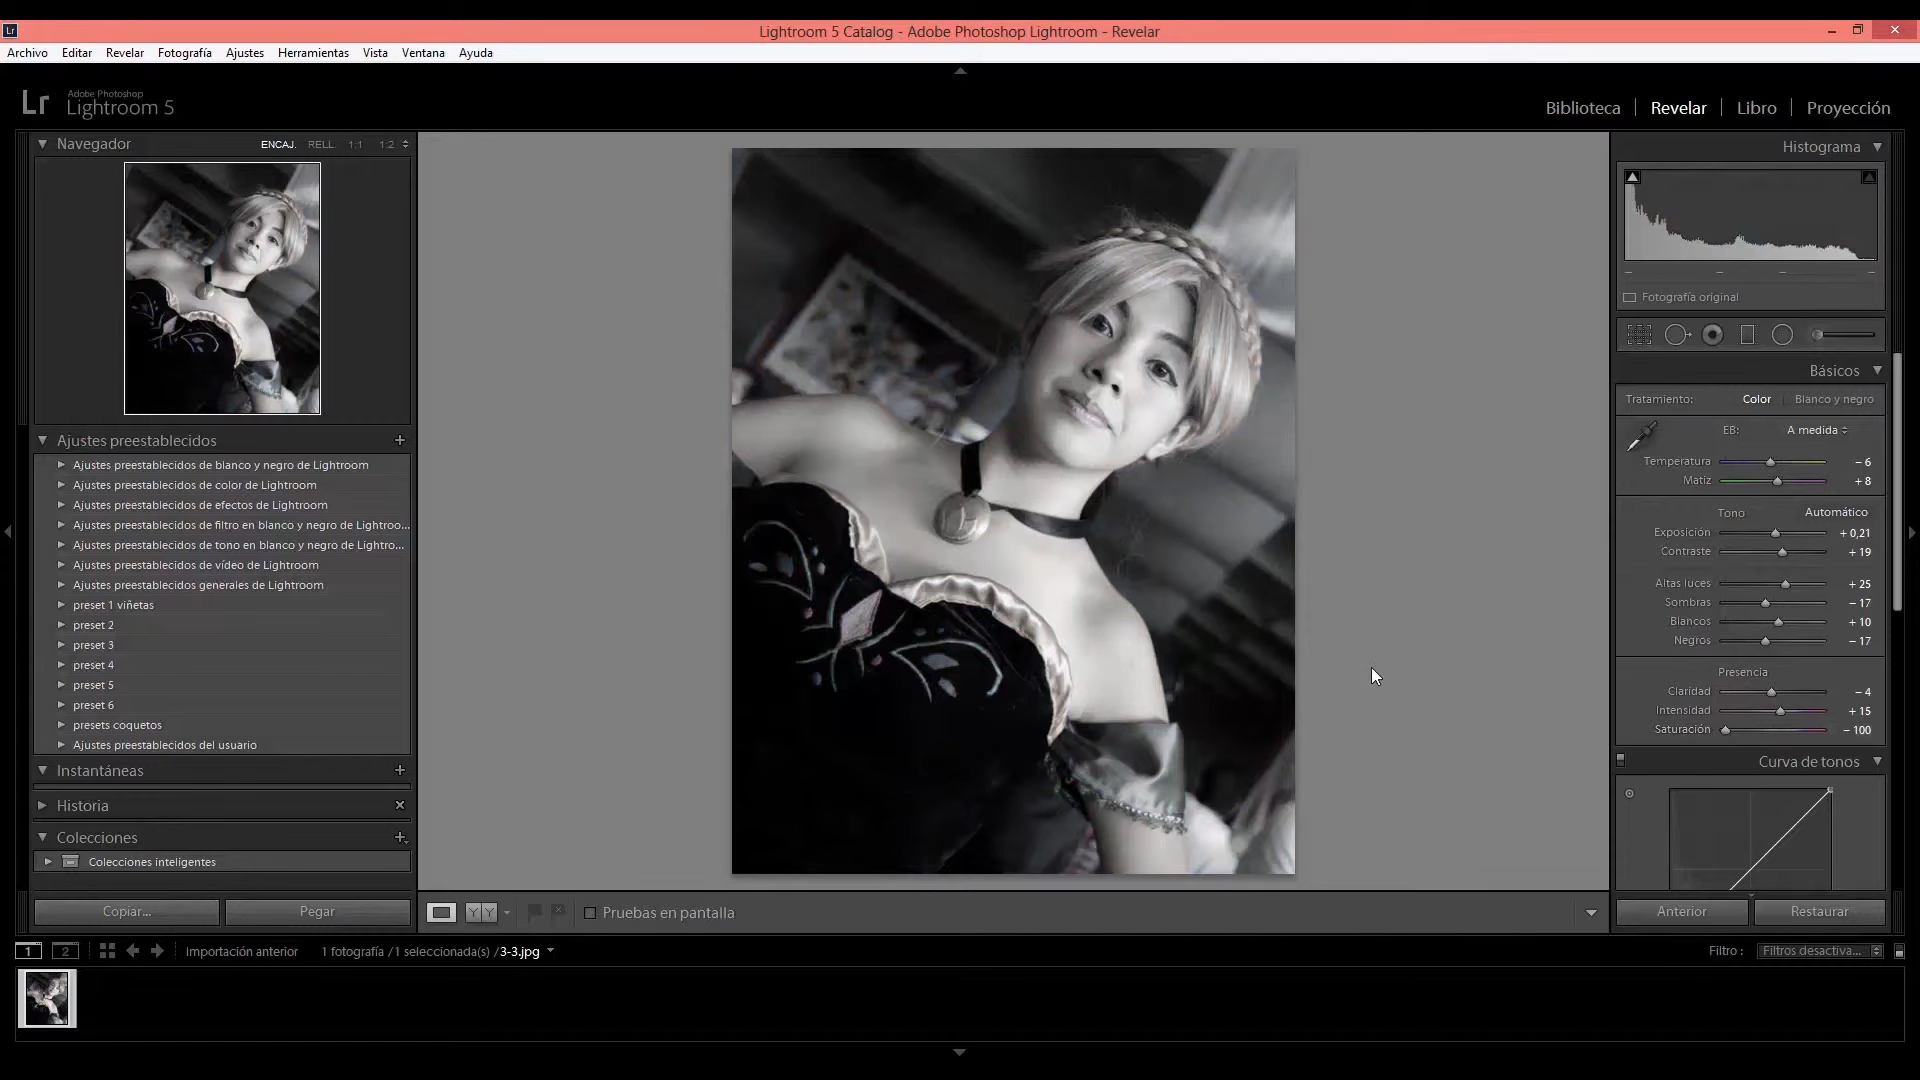 Lr
Lightroom 5 Catalog - Adobe Photoshop Lightroom - Revelar
Archivo Editar Revelar Fotografía Ajustes Herramientas Vista Ventana Ayuda
Lr Adobe Photoshop
Lightroom 5
Biblioteca Revelar Libro Proyección
Navegador ENCAJ. RELL. 1:1 1:2
Ajustes preestablecidos
Ajustes preestablecidos de blanco y negro de Lightroom
Ajustes preestablecidos de color de Lightroom
Ajustes preestablecidos de efectos de Lightroom
Ajustes preestablecidos de filtro en blanco y negro de Lightroo...
Ajustes preestablecidos de tono en blanco y negro de Lightro...
Ajustes preestablecidos de vídeo de Lightroom
Ajustes preestablecidos generales de Lightroom
preset 1 viñetas
preset 2
preset 3
preset 4
preset 5
preset 6
presets coquetos
Ajustes preestablecidos del usuario
Instantáneas
Historia
Colecciones
Colecciones inteligentes
Copiar... Pegar
Pruebas en pantalla
Histograma
Fotografía original
Básicos
Tratamiento: Color Blanco y negro
EB: A medida
Temperatura - 6
Matiz + 8
Tono Automático
Exposición + 0,21
Contraste + 19
Altas luces + 25
Sombras - 17
Blancos + 10
Negros - 17
Presencia
Claridad - 4
Intensidad + 15
Saturación - 100
Curva de tonos
Anterior Restaurar
1 2 Importación anterior 1 fotografía /1 seleccionada(s) /3-3.jpg Filtro : Filtros desactiva...